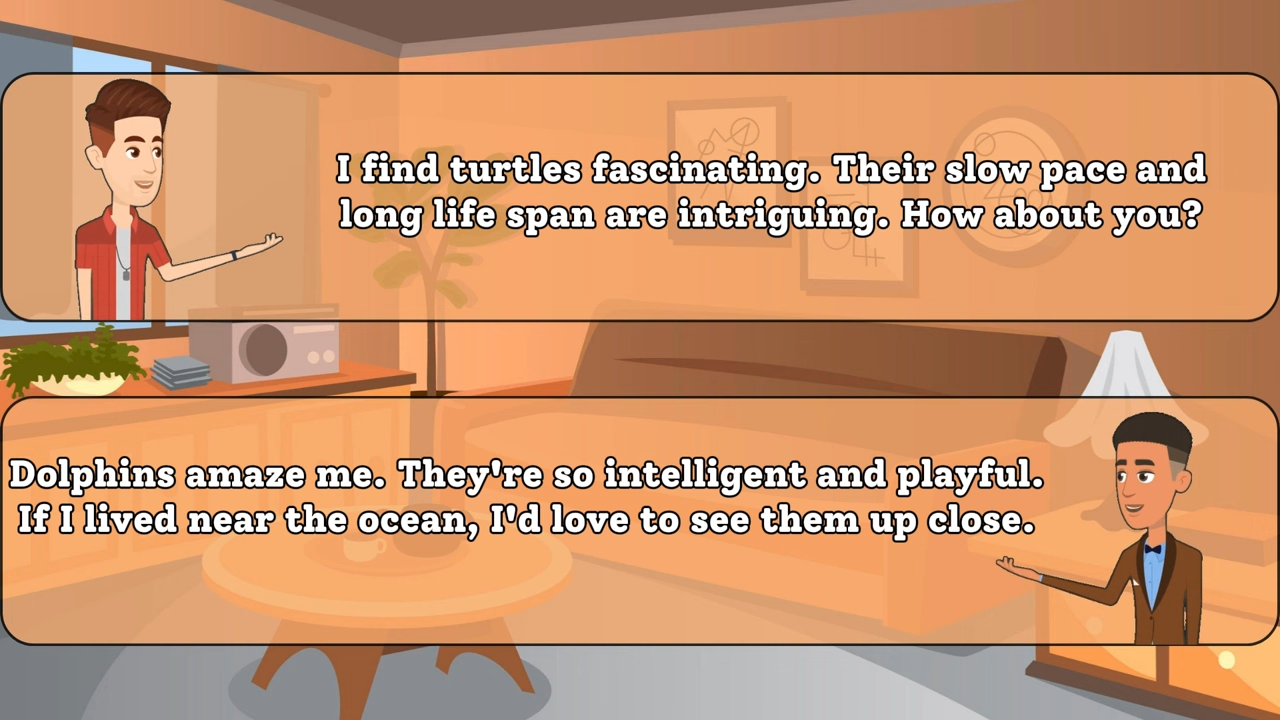 I find turtles fascinating. Their slow pace and
long life span are intriguing. How about you?
Dolphins amaze me. They're so intelligent and playful.
If I lived near the ocean, I'd love to see them up close.